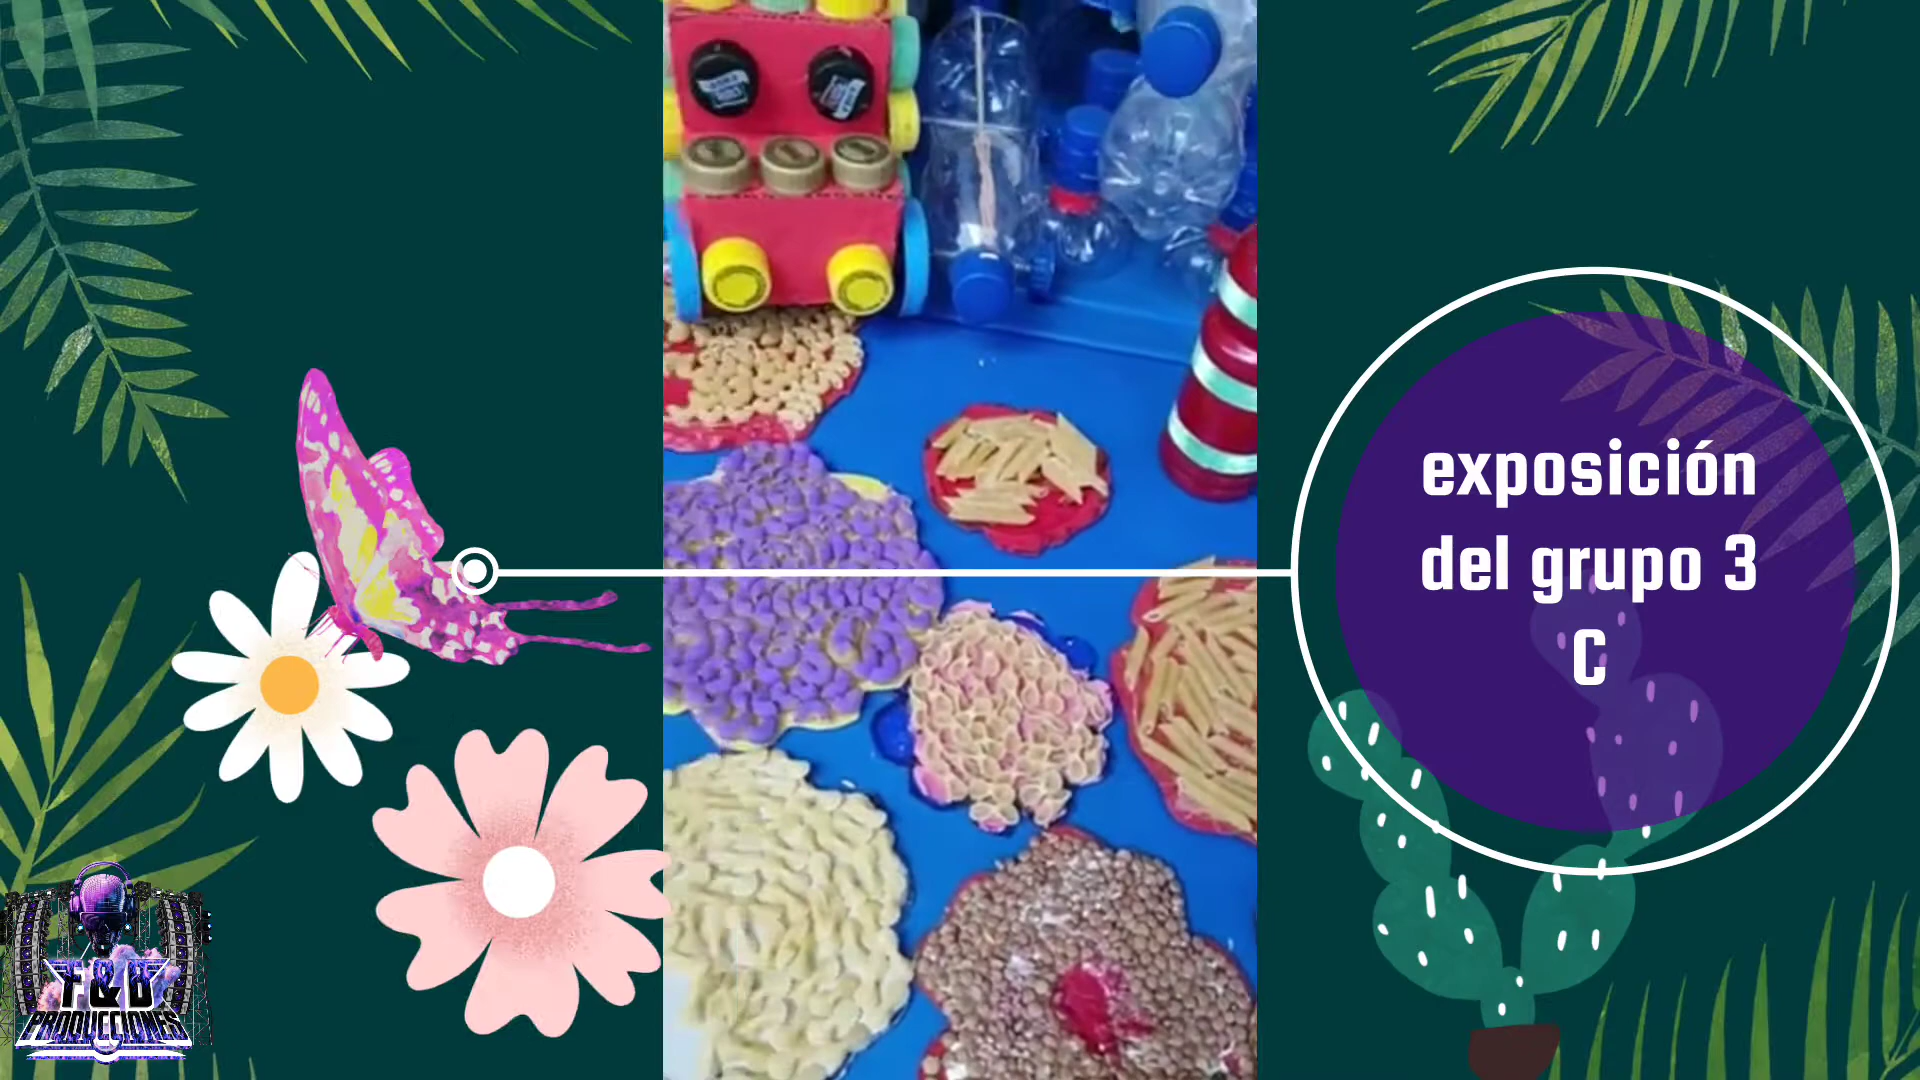 exposición
del grupo 3
C
F & B
PRODUCCIONES